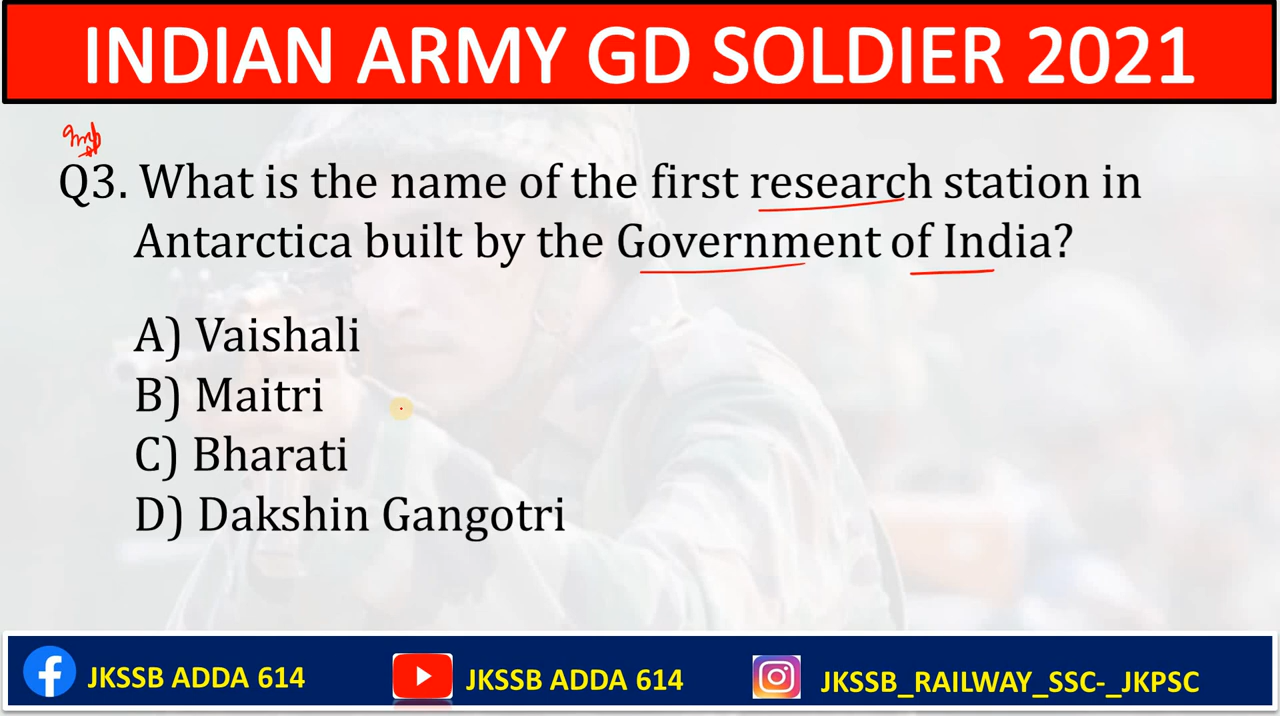 INDIAN ARMY GD SOLDIER 2021
Imp
Q3. What is the name of the first research station in
Antarctica built by the Government of India?
A) Vaishali
B) Maitri
C) Bharati
D) Dakshin Gangotri
JKSSB ADDA 614
JKSSB ADDA 614
JKSSB_RAILWAY_SSC-_JKPSC